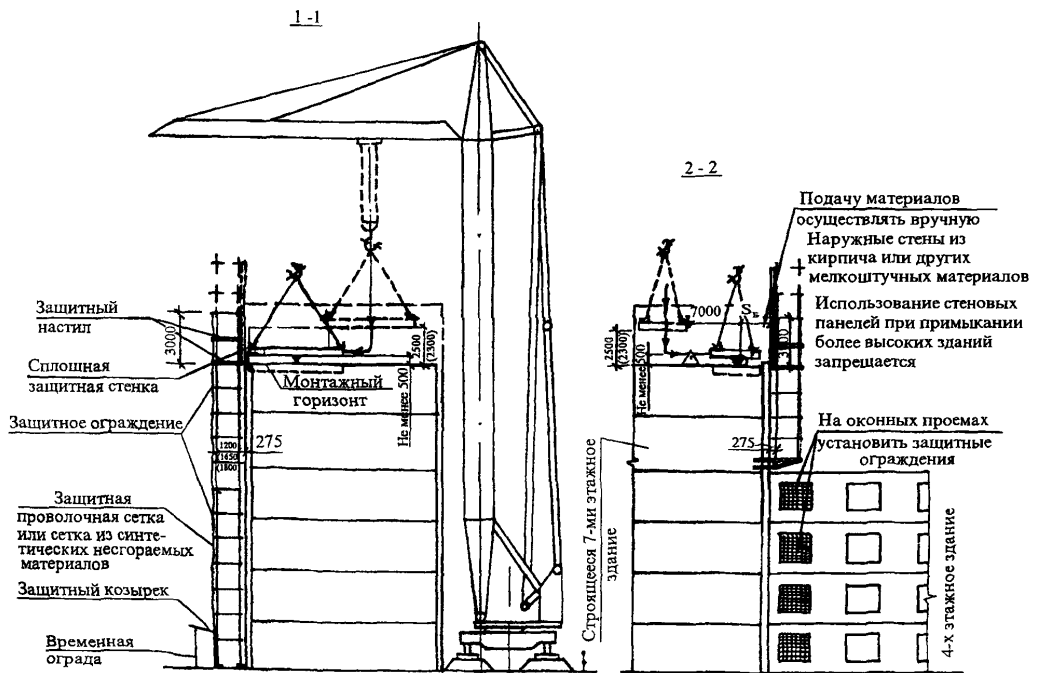 1-1
Защитный
настил
Сплошная
защитная стенка
Защитное ограждение
Защитная
проволочная сетка
или сетка из синте-
тических несгораемых
материалов
Защитный козырек
Временная
ограда
3000
1200
(1650
(1800)
275
Монтажный
горизонт
Не менее 500
2500
(2300)
2-2
Подачу материалов
осуществлять вручную
Наружные стены из
кирпича или других
мелкоштучных материалов
Использование стеновых
панелей при примыкании
более высоких зданий
запрещается
7000
2500
(2300)
Не менее 500
275
На оконных проемах
установить защитные
ограждения
Строящееся 7-ми этажное
здание
4-х этажное здание